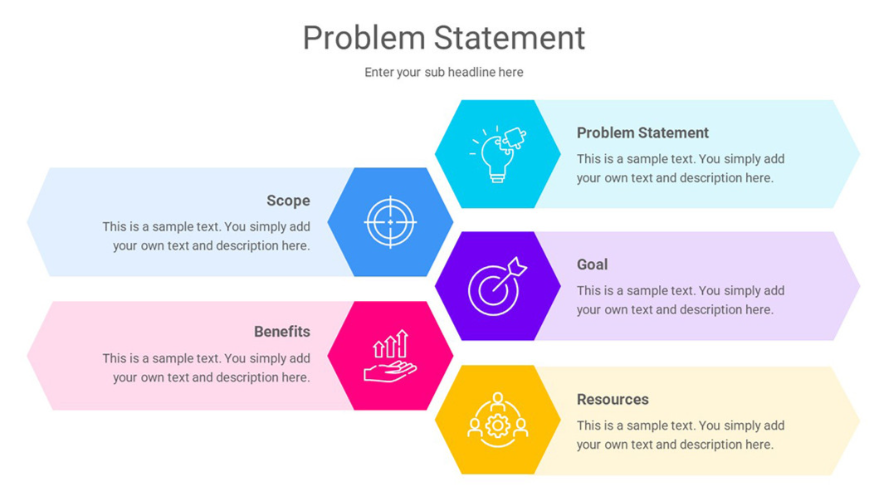 Problem Statement
Enter your sub headline here
Problem Statement
This is a sample text. You simply add
your own text and description here.
Scope
This is a sample text. You simply add
your own text and description here.
Goal
This is a sample text. You simply add
your own text and description here.
Benefits
This is a sample text. You simply add
your own text and description here.
Resources
This is a sample text. You simply add
your own text and description here.